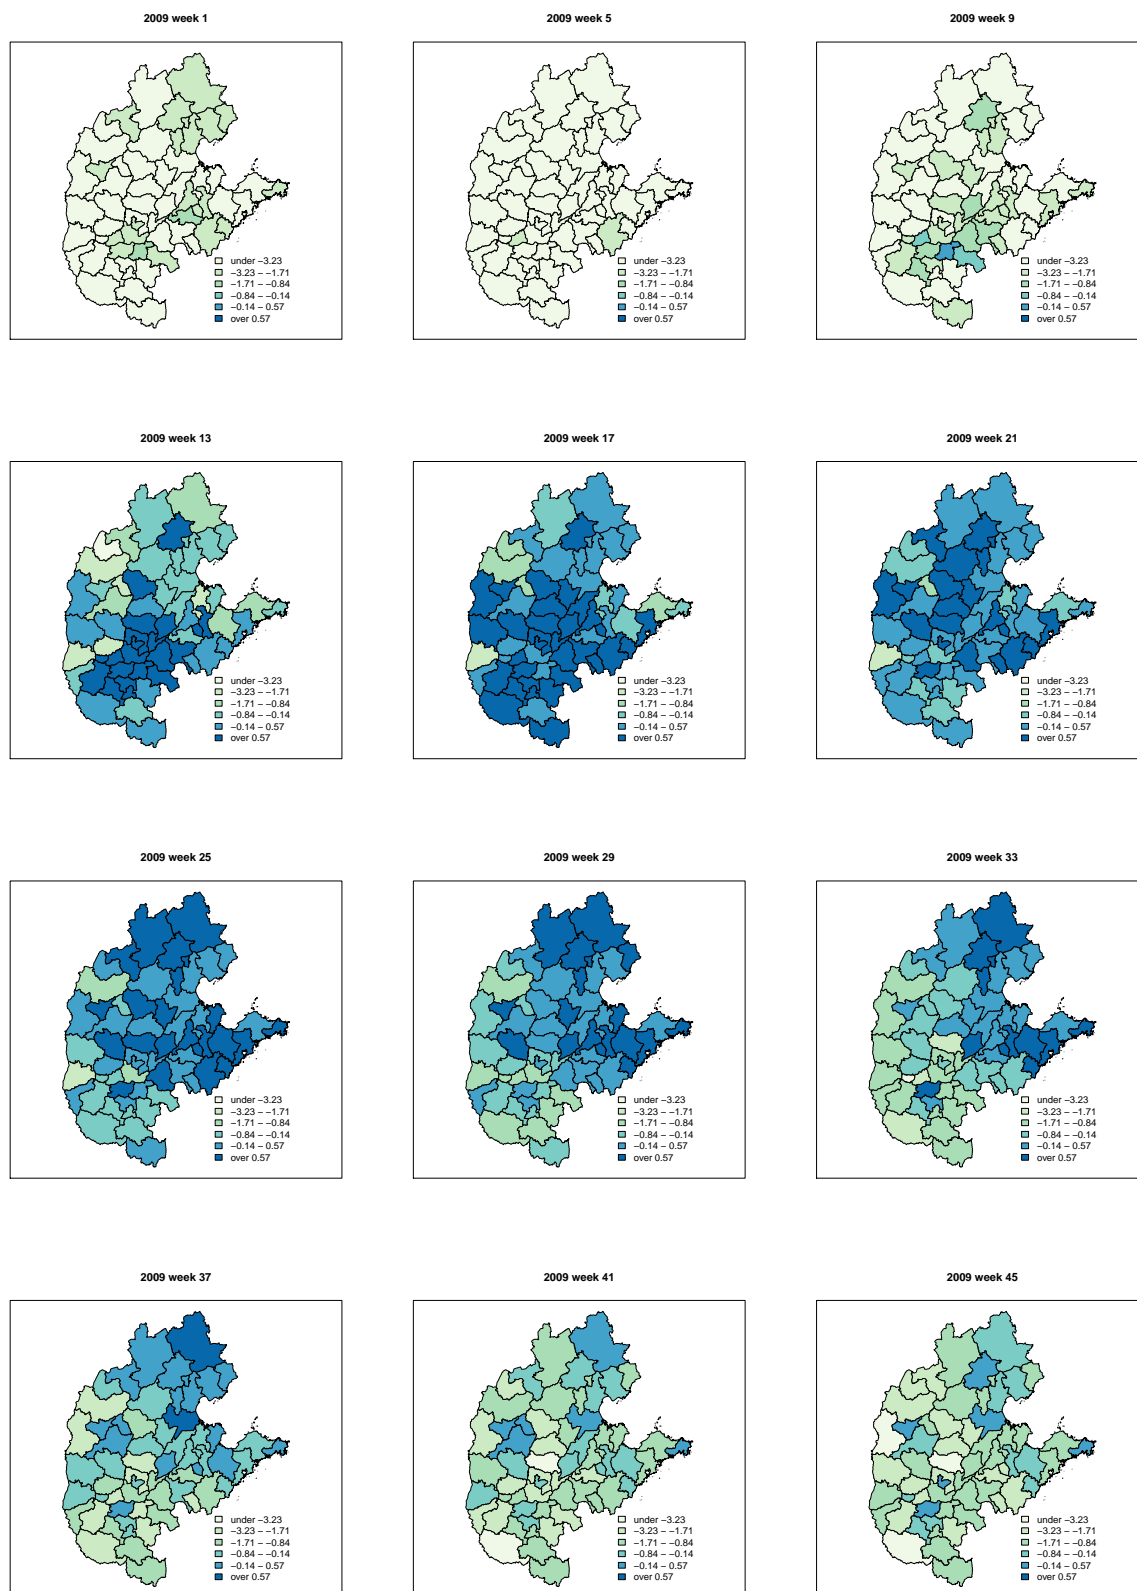 2009 week 1
under −3.23
−3.23 − −1.71
−1.71 − −0.84
−0.84 − −0.14
−0.14 − 0.57
over 0.57
2009 week 5
under −3.23
−3.23 − −1.71
−1.71 − −0.84
−0.84 − −0.14
−0.14 − 0.57
over 0.57
2009 week 9
under −3.23
−3.23 − −1.71
−1.71 − −0.84
−0.84 − −0.14
−0.14 − 0.57
over 0.57
2009 week 13
under −3.23
−3.23 − −1.71
−1.71 − −0.84
−0.84 − −0.14
−0.14 − 0.57
over 0.57
2009 week 17
under −3.23
−3.23 − −1.71
−1.71 − −0.84
−0.84 − −0.14
−0.14 − 0.57
over 0.57
2009 week 21
under −3.23
−3.23 − −1.71
−1.71 − −0.84
−0.84 − −0.14
−0.14 − 0.57
over 0.57
2009 week 25
under −3.23
−3.23 − −1.71
−1.71 − −0.84
−0.84 − −0.14
−0.14 − 0.57
over 0.57
2009 week 29
under −3.23
−3.23 − −1.71
−1.71 − −0.84
−0.84 − −0.14
−0.14 − 0.57
over 0.57
2009 week 33
under −3.23
−3.23 − −1.71
−1.71 − −0.84
−0.84 − −0.14
−0.14 − 0.57
over 0.57
2009 week 37
under −3.23
−3.23 − −1.71
−1.71 − −0.84
−0.84 − −0.14
−0.14 − 0.57
over 0.57
2009 week 41
under −3.23
−3.23 − −1.71
−1.71 − −0.84
−0.84 − −0.14
−0.14 − 0.57
over 0.57
2009 week 45
under −3.23
−3.23 − −1.71
−1.71 − −0.84
−0.84 − −0.14
−0.14 − 0.57
over 0.57